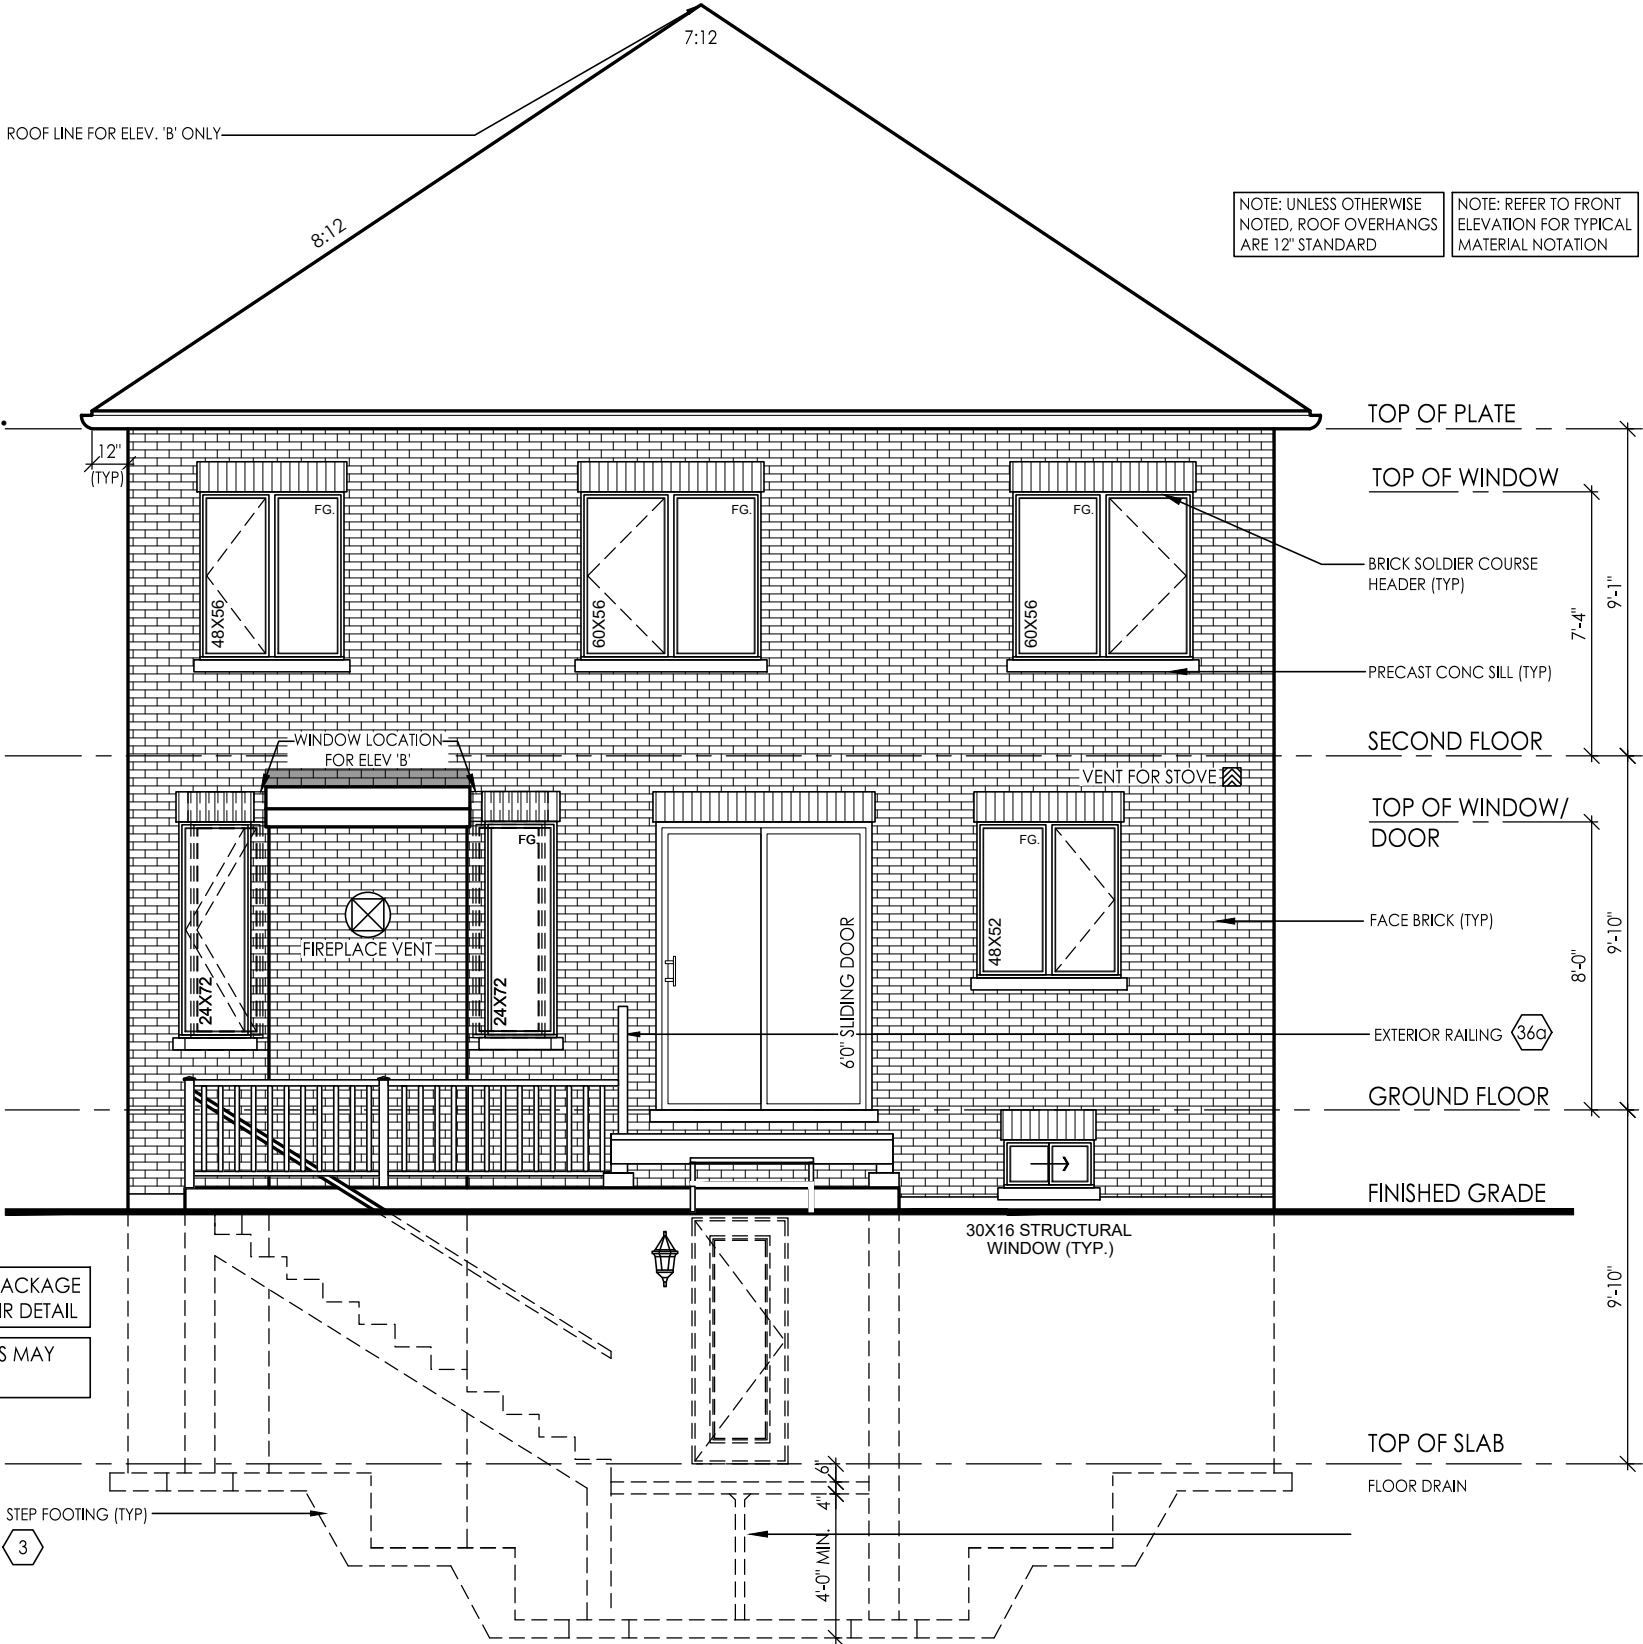 7:12
ROOF LINE FOR ELEV. 'B' ONLY
8:12
NOTE: UNLESS OTHERWISE
NOTED, ROOF OVERHANGS
ARE 12" STANDARD
NOTE: REFER TO FRONT
ELEVATION FOR TYPICAL
MATERIAL NOTATION
TOP OF PLATE
12"
(TYP)
TOP OF WINDOW
FG.
FG.
FG.
48X56
60X56
60X56
BRICK SOLDIER COURSE
HEADER (TYP)
7'-4"
9'-1"
PRECAST CONC SILL (TYP)
WINDOW LOCATION
FOR ELEV 'B'
SECOND FLOOR
VENT FOR STOVE
TOP OF WINDOW/
DOOR
FG.
FG.
FIREPLACE VENT
24X72
24X72
6'0" SLIDING DOOR
48X52
FACE BRICK (TYP)
8'-0"
9'-10"
EXTERIOR RAILING
36a
GROUND FLOOR
FINISHED GRADE
30X16 STRUCTURAL
WINDOW (TYP.)
ACKAGE
IR DETAIL
S MAY
9'-10"
TOP OF SLAB
FLOOR DRAIN
6"
4"
4'-0" MIN.
STEP FOOTING (TYP)
3